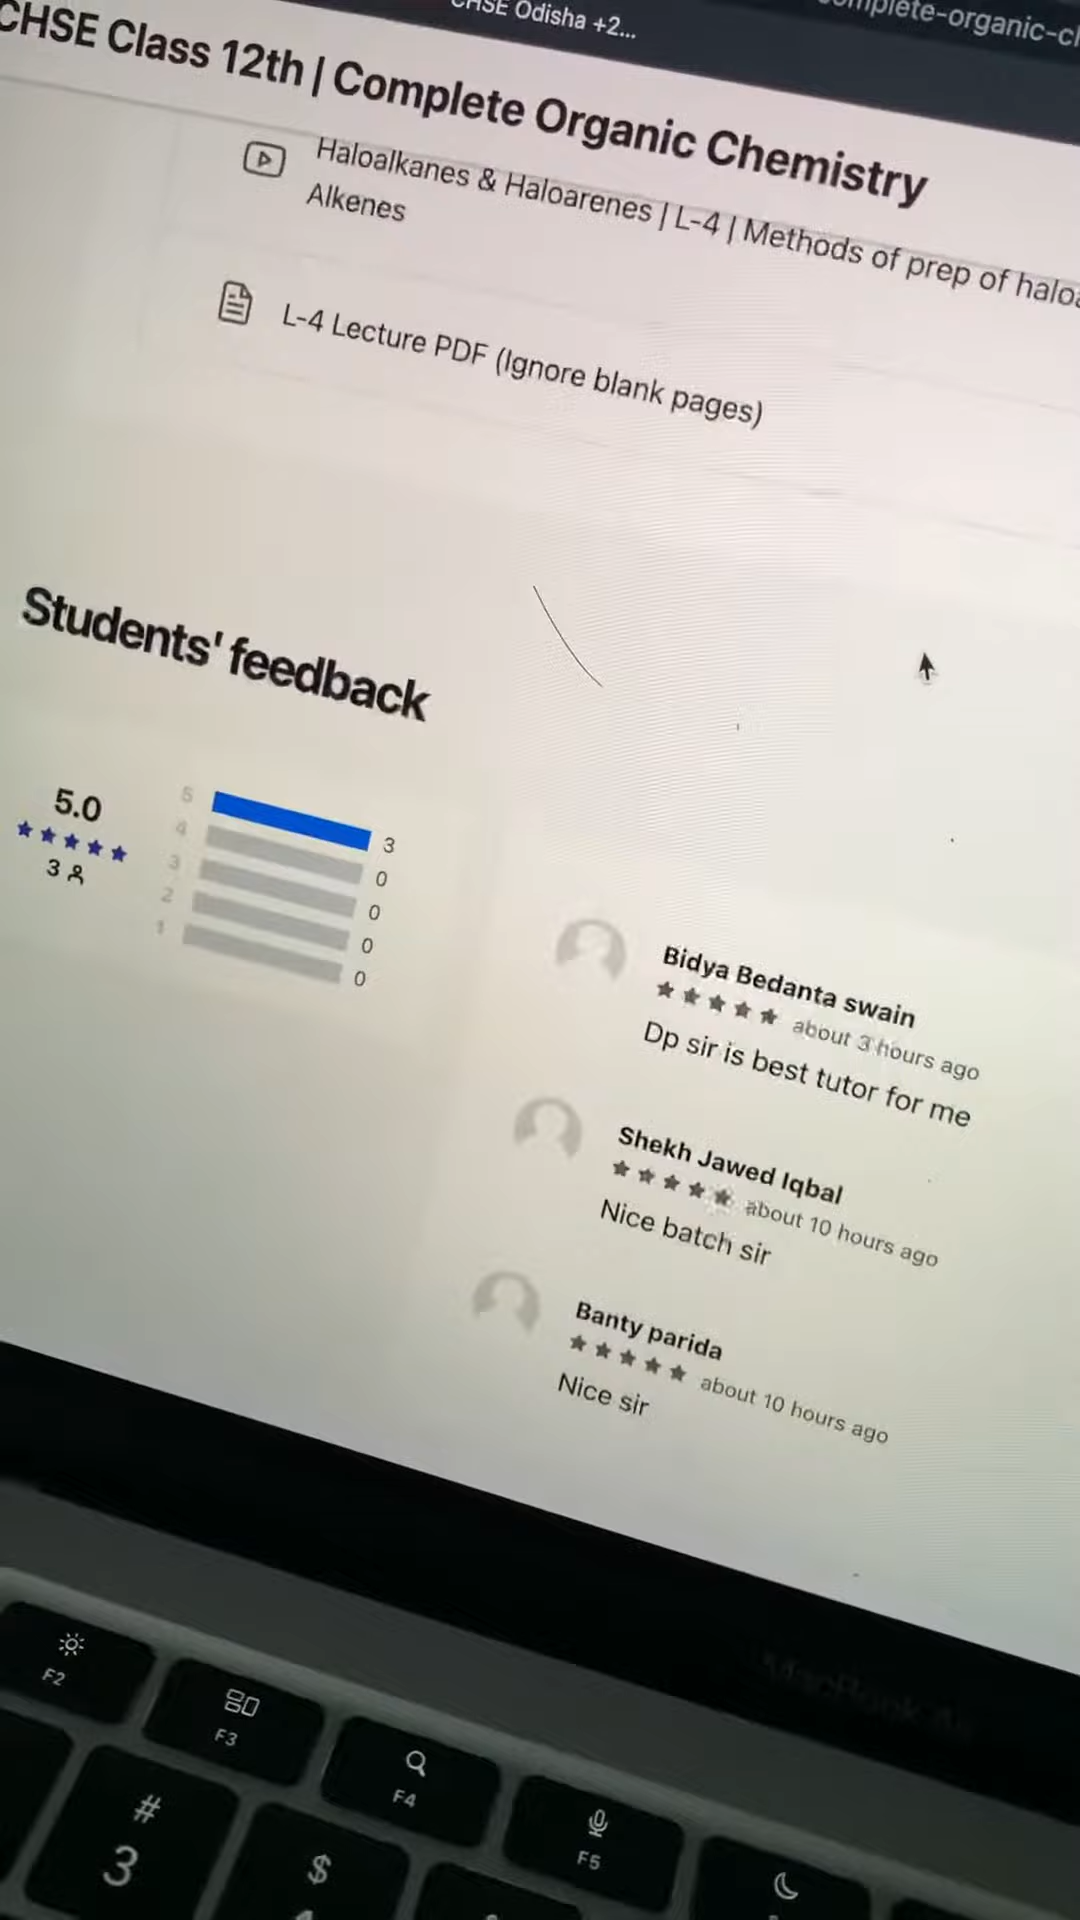 CHSE Odisha +2...
CHSE Class 12th | Complete Organic Chemistry
Haloalkanes & Haloarenes | L-4 | Methods of prep of
Alkenes
L-4 Lecture PDF (Ignore blank pages)
Students' feedback
5.0
3
5
3
4
0
3
0
2
0
1
0
Bidya Bedanta swain
about 3 hours ago
Dp sir is best tutor for me
Shekh Jawed Iqbal
about 10 hours ago
Nice batch sir
Banty parida
about 10 hours ago
Nice sir
F2
F3
F4
F5
#
3
$